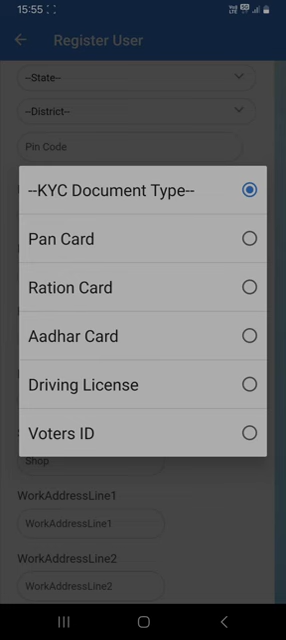 15:55
Register User
--State--
--District--
Pin Code
--KYC Document Type--
Pan Card
Ration Card
Aadhar Card
Driving License
Voters ID
Shop
WorkAddressLine1
WorkAddressLine1
WorkAddressLine2
WorkAddressLine2